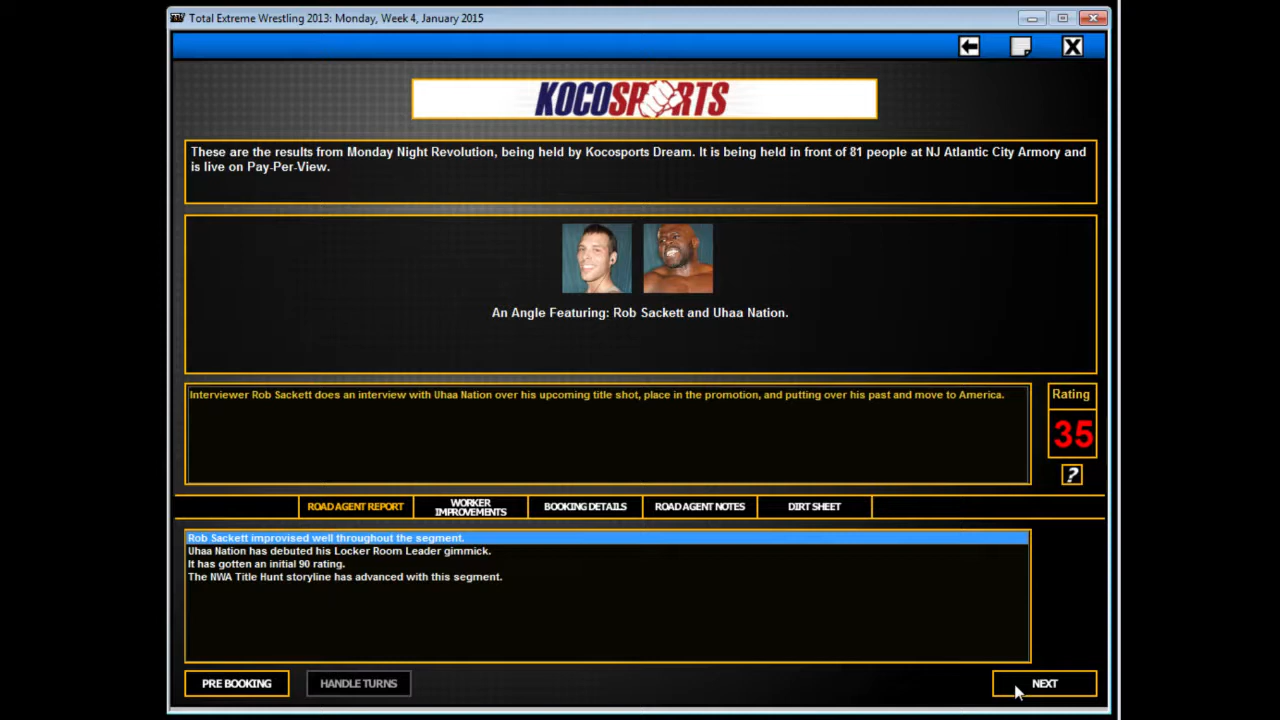 Total Extreme Wrestling 2013: Monday, Week 4, January 2015
KOCOSPORTS
These are the results from Monday Night Revolution, being held by Kocosports Dream. It is being held in front of 81 people at NJ Atlantic City Armory and
is live on Pay-Per-View.
An Angle Featuring: Rob Sackett and Uhaa Nation.
Interviewer Rob Sackett does an interview with Uhaa Nation over his upcoming title shot, place in the promotion, and putting over his past and move to America.
Rating
35
?
ROAD AGENT REPORT
WORKER
IMPROVEMENTS
BOOKING DETAILS
ROAD AGENT NOTES
DIRT SHEET
Rob Sackett improvised well throughout the segment.
Uhaa Nation has debuted his Locker Room Leader gimmick.
It has gotten an initial 90 rating.
The NWA Title Hunt storyline has advanced with this segment.
PRE BOOKING
HANDLE TURNS
NEXT